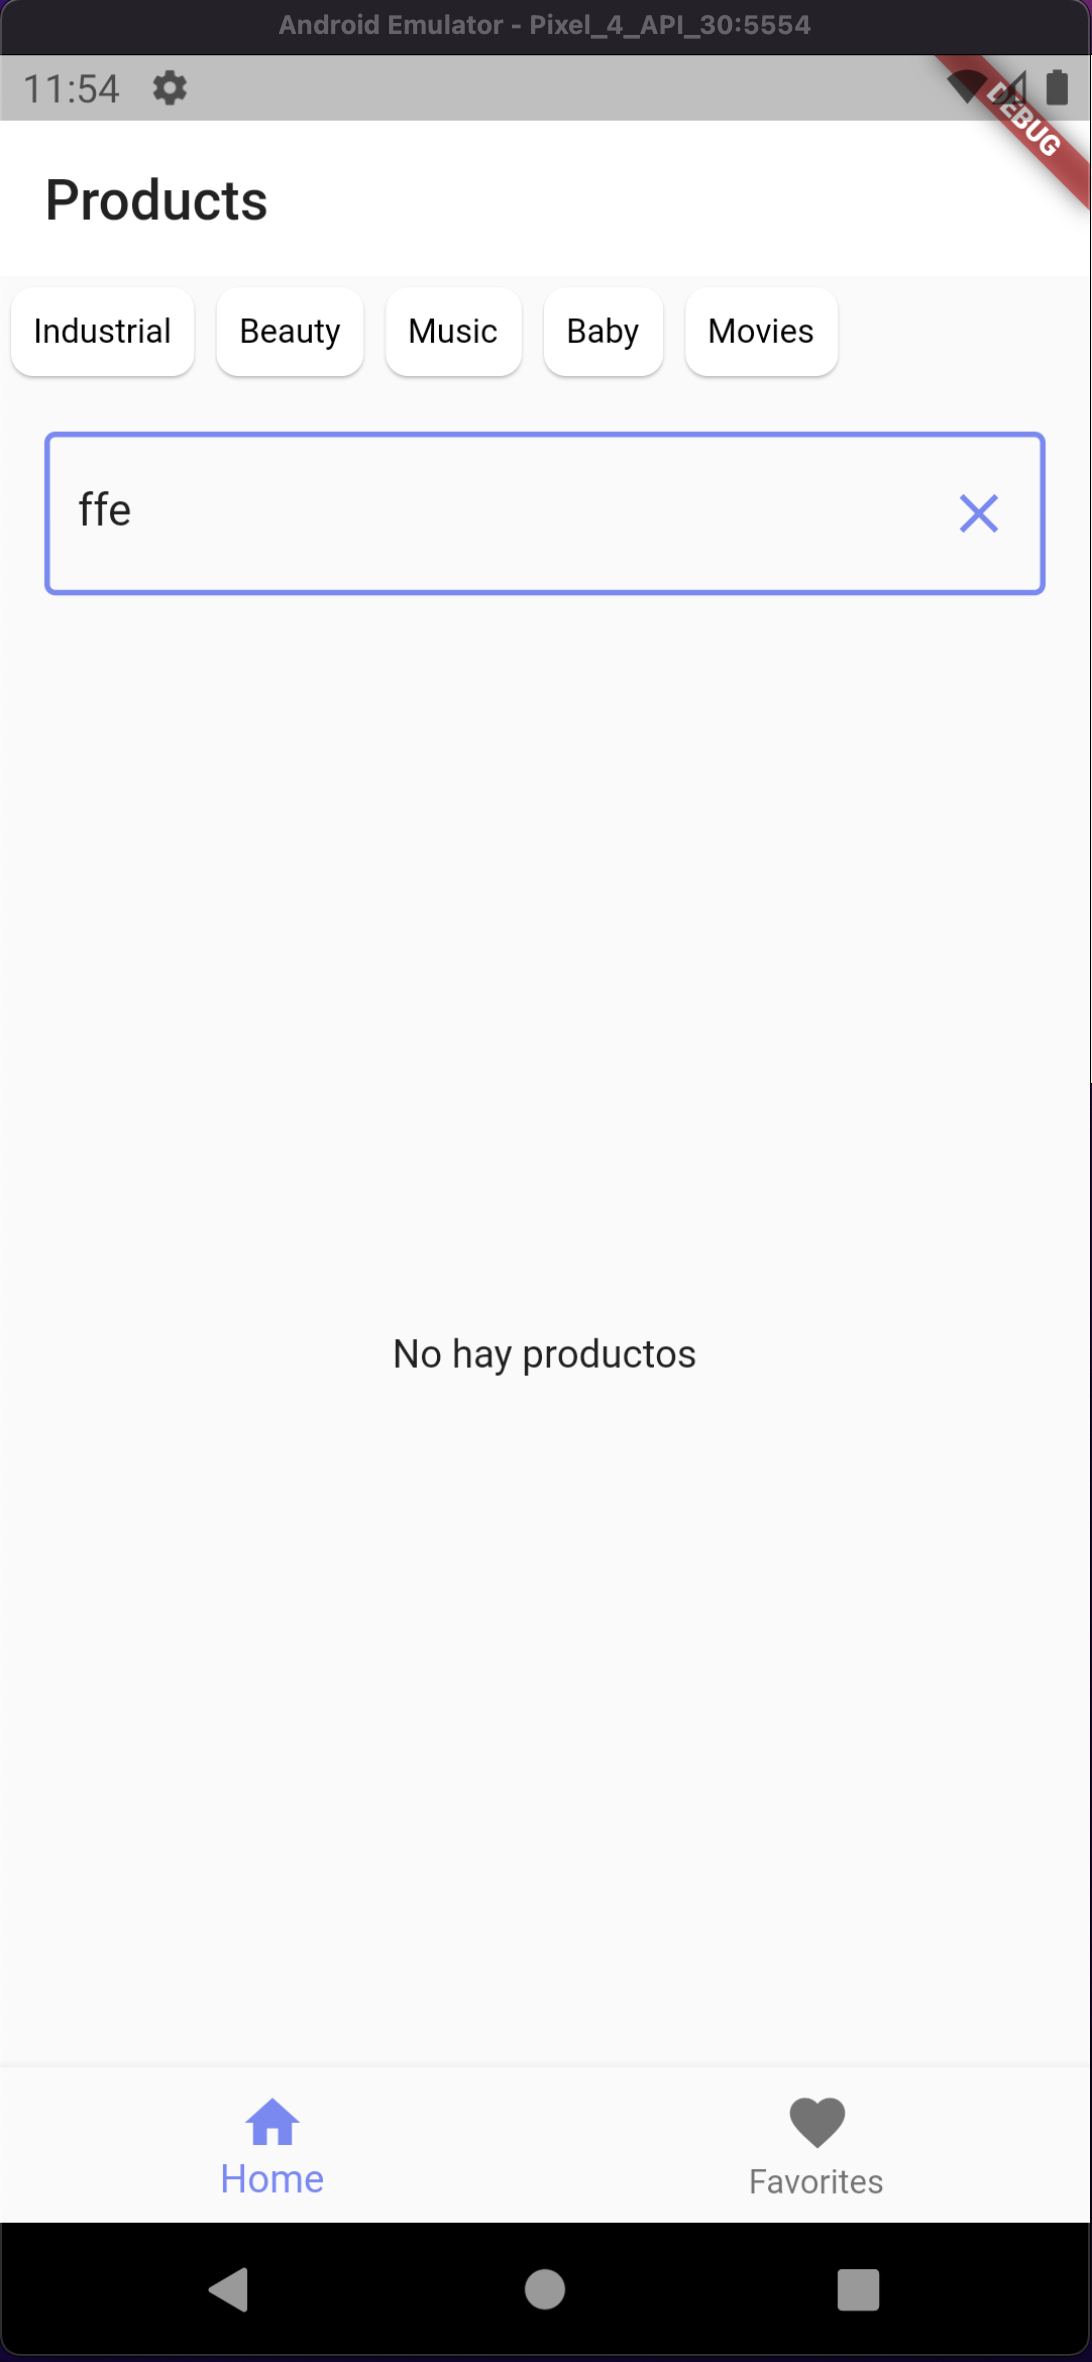 Android Emulator - Pixel_4_API_30:5554
11:54
DEBUG
Products
Industrial Beauty Music Baby Movies
ffe
No hay productos
Home Favorites